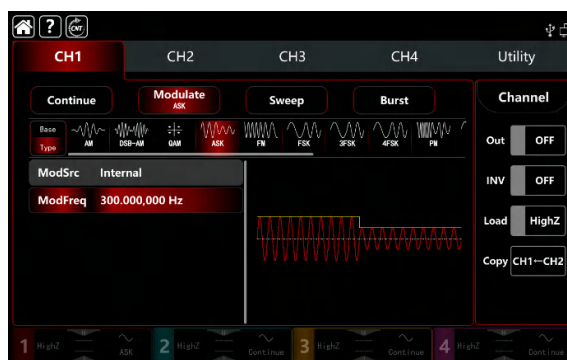 ? CNT
CH1 CH2 CH3 CH4 Utility
Continue Modulate Sweep Burst Channel
ASK
Base
Type AM DSB-AM QAM ASK FM FSK 3FSK 4FSK PM
Out OFF
ModSrc Internal
INV OFF
ModFreq 300.000,000 Hz
Load HighZ
Copy CH1←CH2
1 HighZ ASK 2 HighZ Continue 3 HighZ Continue 4 HighZ